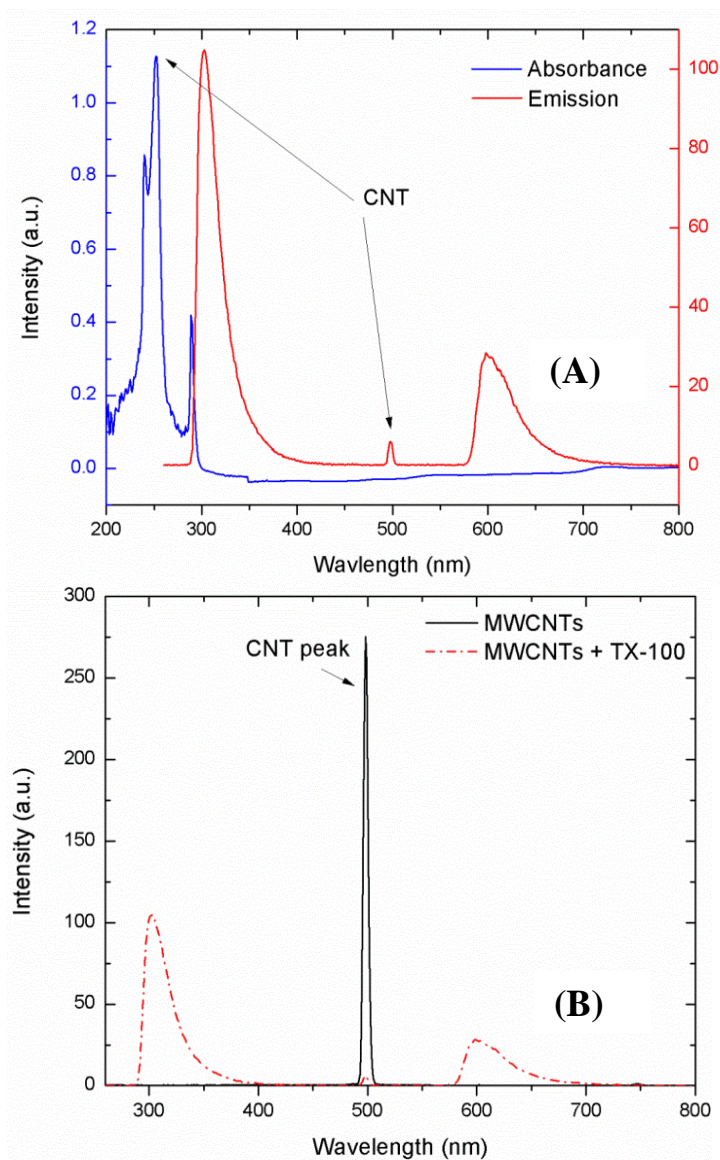 1.2
1.0
0.8
0.6
0.4
0.2
0.0
Intensity (a.u.)
Absorbance
Emission
CNT
(A)
100
80
60
40
20
0
200 300 400 500 600 700 800
Wavlength (nm)
300
250
200
150
100
50
0
Intensity (a.u.)
MWCNTs
MWCNTs + TX-100
CNT peak
(B)
300 400 500 600 700 800
Wavelength (nm)